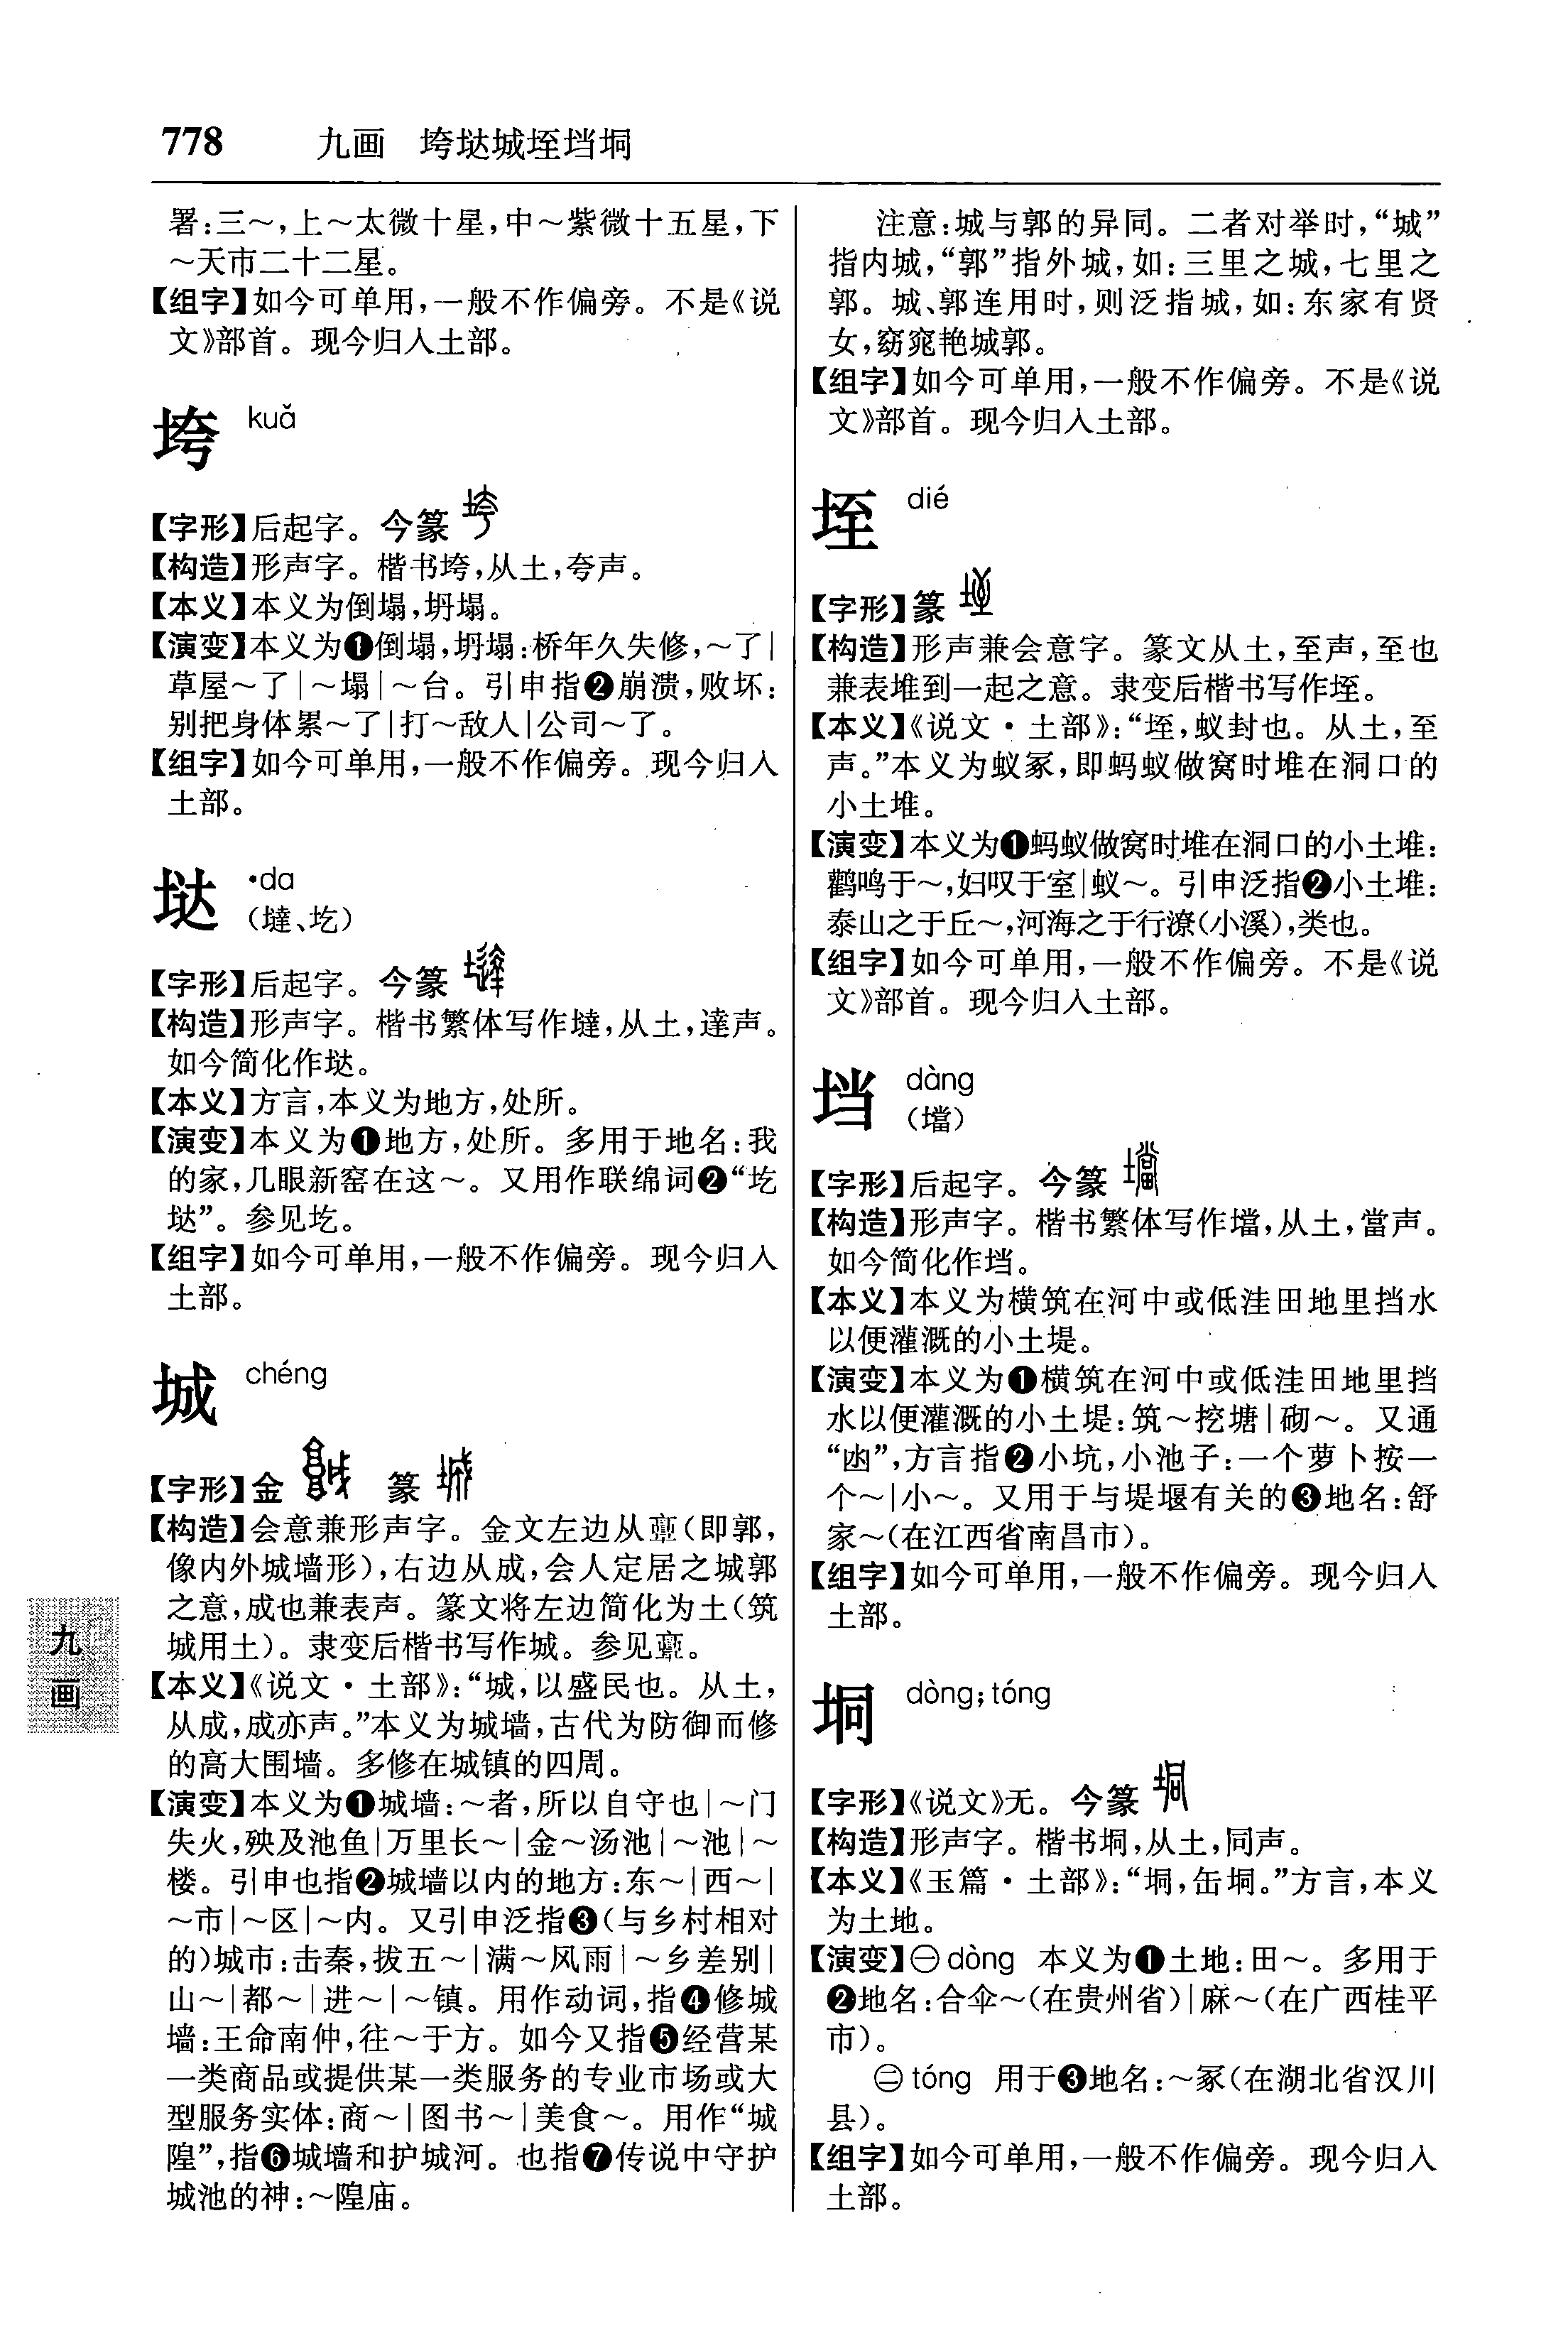 778 九画 垮垯城垤垱垌
署:三～,上～太微十星,中～紫微十五星,下
～天市二十二星。
【组字】如今可单用,一般不作偏旁。不是《说
文》部首。现今归入土部。
垮 kuǎ
【字形】后起字。今篆
【构造】形声字。楷书垮,从土,夸声。
【本义】本义为倒塌,坍塌。
【演变】本义为❶倒塌,坍塌:桥年久失修,～了|
草屋～了|～塌|～台。引申指❷崩溃,败坏:
别把身体累～了|打～敌人|公司～了。
【组字】如今可单用,一般不作偏旁。现今归入
土部。
垯 •da
(墶、圪)
【字形】后起字。今篆
【构造】形声字。楷书繁体写作墶,从土,達声。
如今简化作垯。
【本义】方言,本义为地方,处所。
【演变】本义为❶地方,处所。多用于地名:我
的家,几眼新窑在这～。又用作联绵词❷“圪
垯”。参见圪。
【组字】如今可单用,一般不作偏旁。现今归入
土部。
城 chéng
【字形】金 篆
【构造】会意兼形声字。金文左边从𩫖(即郭,
像内外城墙形),右边从成,会人定居之城郭
之意,成也兼表声。篆文将左边简化为土(筑
城用土)。隶变后楷书写作城。参见𩫖。
【本义】《说文·土部》:“城,以盛民也。从土,
从成,成亦声。”本义为城墙,古代为防御而修
的高大围墙。多修在城镇的四周。
【演变】本义为❶城墙:～者,所以自守也|～门
失火,殃及池鱼|万里长～|金～汤池|～池|～
楼。引申也指❷城墙以内的地方:东～|西～|
～市|～区|～内。又引申泛指❸(与乡村相对
的)城市:击秦,拔五～|满～风雨|～乡差别|
山～|都～|进～|～镇。用作动词,指❹修城
墙:王命南仲,往～于方。如今又指❺经营某
一类商品或提供某一类服务的专业市场或大
型服务实体:商～|图书～|美食～。用作“城
隍”,指❻城墙和护城河。也指❼传说中守护
城池的神:～隍庙。
注意:城与郭的异同。二者对举时,“城”
指内城,“郭”指外城,如:三里之城,七里之
郭。城、郭连用时,则泛指城,如:东家有贤
女,窈窕艳城郭。
【组字】如今可单用,一般不作偏旁。不是《说
文》部首。现今归入土部。
垤 dié
【字形】篆
【构造】形声兼会意字。篆文从土,至声,至也
兼表堆到一起之意。隶变后楷书写作垤。
【本义】《说文·土部》:“垤,蚁封也。从土,至
声。”本义为蚁冢,即蚂蚁做窝时堆在洞口的
小土堆。
【演变】本义为❶蚂蚁做窝时堆在洞口的小土堆:
鹳鸣于～,妇叹于室|蚁～。引申泛指❷小土堆:
泰山之于丘～,河海之于行潦(小溪),类也。
【组字】如今可单用,一般不作偏旁。不是《说
文》部首。现今归入土部。
垱 dàng
(壋)
【字形】后起字。今篆
【构造】形声字。楷书繁体写作壋,从土,當声。
如今简化作垱。
【本义】本义为横筑在河中或低洼田地里挡水
以便灌溉的小土堤。
【演变】本义为❶横筑在河中或低洼田地里挡
水以便灌溉的小土堤:筑～挖塘|砌～。又通
“凼”,方言指❷小坑,小池子:一个萝卜按一
个～|小～。又用于与堤堰有关的❸地名:舒
家～(在江西省南昌市)。
【组字】如今可单用,一般不作偏旁。现今归入
土部。
垌 dòng;tóng
【字形】《说文》无。今篆
【构造】形声字。楷书垌,从土,同声。
【本义】《玉篇·土部》:“垌,缶垌。”方言,本义
为土地。
【演变】㊀dòng 本义为❶土地:田～。多用于
❷地名:合伞～(在贵州省)|麻～(在广西桂平
市)。
㊁tóng 用于❸地名:～冢(在湖北省汉川
县)。
【组字】如今可单用,一般不作偏旁。现今归入
土部。
九
画